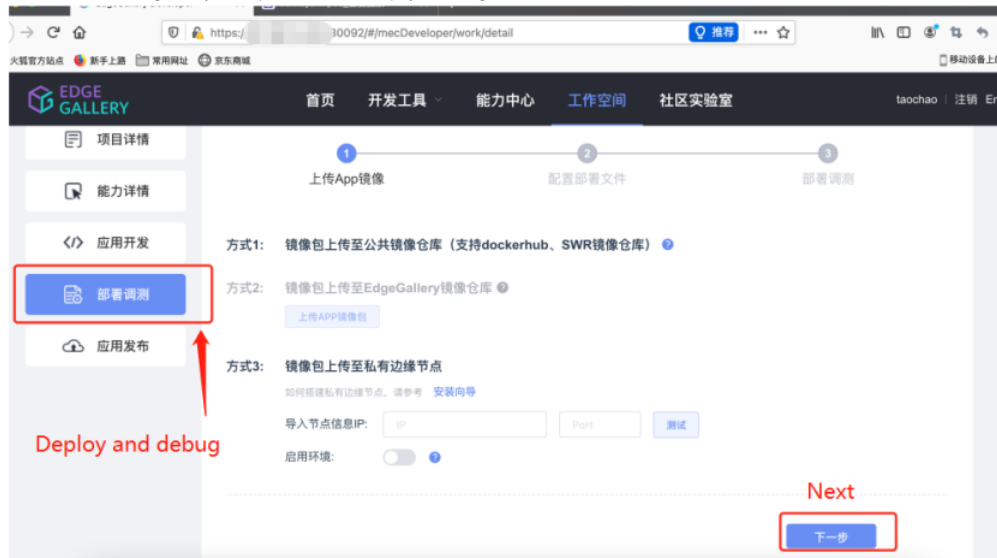 https:/
30092/#/mecDeveloper/work/detail
推荐
火狐官方站点 新手上路 常用网址 京东商城
移动设备上
EDGE
GALLERY
首页 开发工具 能力中心 工作空间 社区实验室
taochao 注销 En
项目详情
能力详情
应用开发
部署调测
应用发布
Deploy and debug
1
上传App镜像
2
配置部署文件
3
部署调测
方式1: 镜像包上传至公共镜像仓库（支持dockerhub、SWR镜像仓库）
方式2: 镜像包上传至EdgeGallery镜像仓库
上传APP镜像包
方式3: 镜像包上传至私有边缘节点
如何搭建私有边缘节点，请参考 安装向导
导入节点信息IP: IP Port 测试
启用环境:
Next
下一步